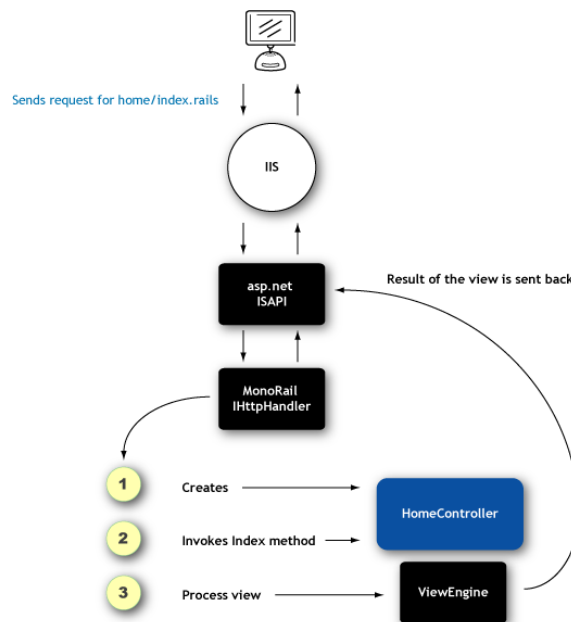 Sends request for home/index.rails
IIS
asp.net
ISAPI
Result of the view is sent back
MonoRail
IHttpHandler
1
Creates
HomeController
2
Invokes Index method
3
Process view
ViewEngine